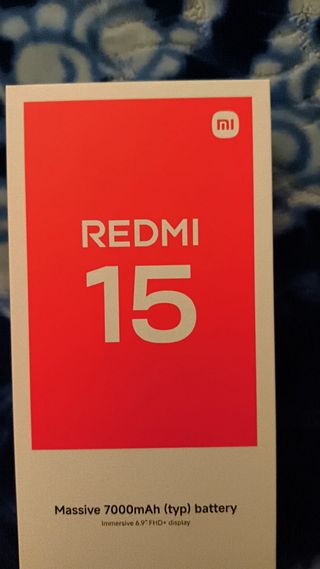 mi
REDMI
15
Massive 7000mAh (typ) battery
Immersive 6.9" FHD+ display